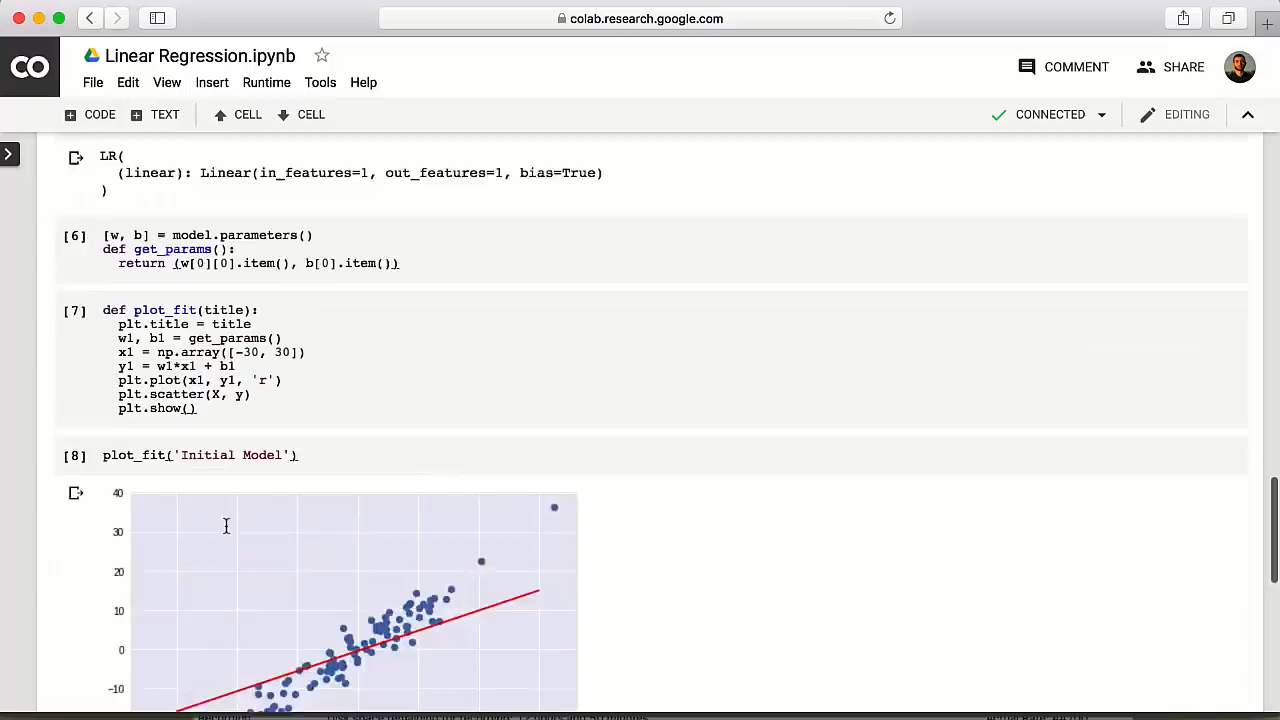 colab.research.google.com
CO
Linear Regression.ipynb
COMMENT
SHARE
File Edit View Insert Runtime Tools Help
CODE TEXT CELL CELL
CONNECTED
EDITING
LR(
(linear): Linear(in_features=1, out_features=1, bias=True)
)
[6] [w, b] = model.parameters()
def get_params():
return (w[0][0].item(), b[0].item())
[7] def plot_fit(title):
plt.title = title
w1, b1 = get_params()
x1 = np.array([-30, 30])
y1 = w1*x1 + b1
plt.plot(x1, y1, 'r')
plt.scatter(X, y)
plt.show()
[8] plot_fit('Initial Model')
40
30
20
10
0
-10